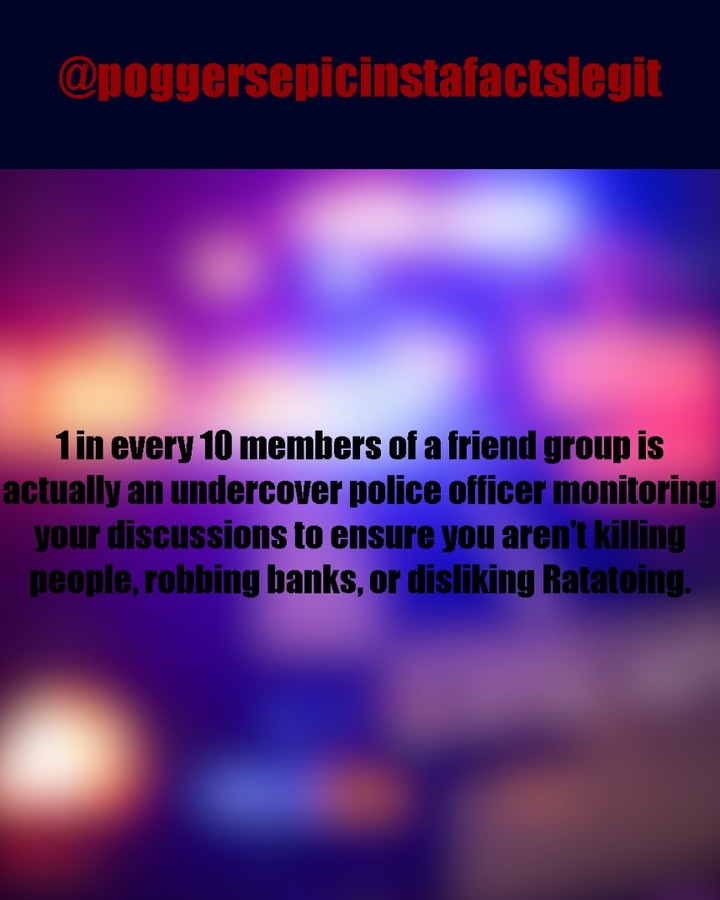 @poggersepicinstafactslegit
1 in every 10 members of a friend group is
actually an undercover police officer monitoring
your discussions to ensure you aren't killing
people, robbing banks, or disliking Ratatoing.